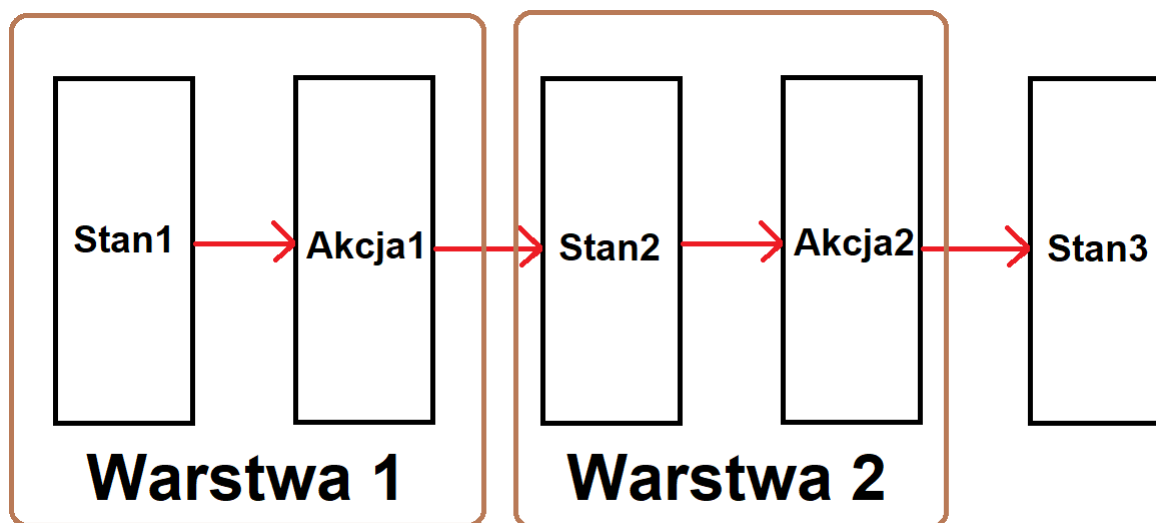 Stan1
Akcja1
Stan2
Akcja2
Stan3
Warstwa 1
Warstwa 2